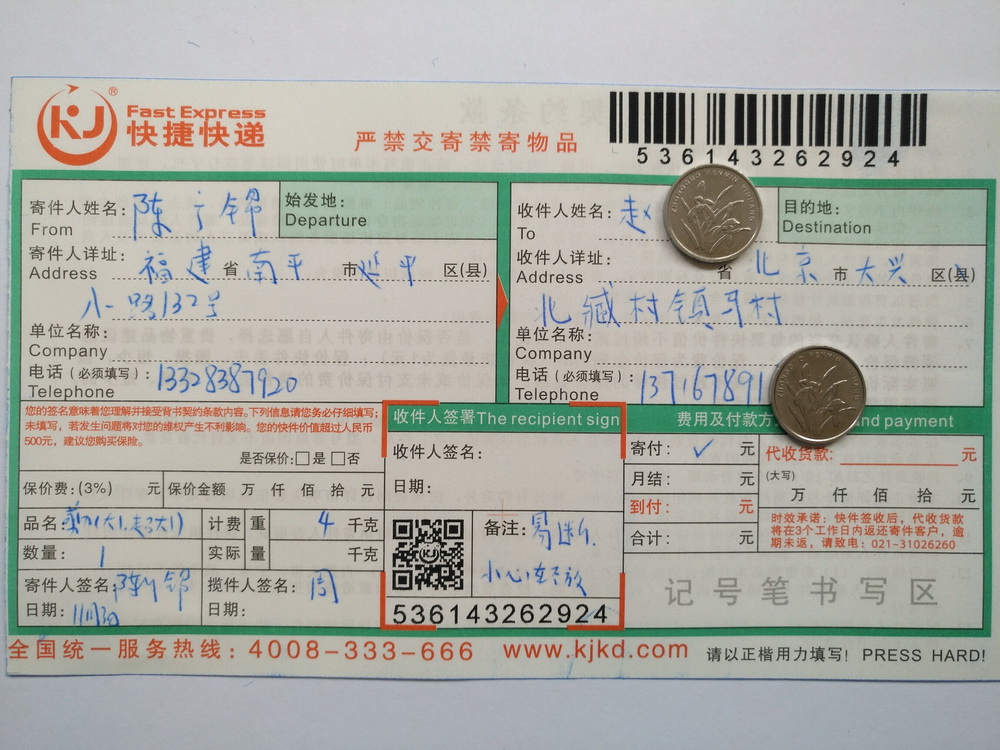 KJ®
Fast Express
快捷快递
严禁交寄禁寄物品
536143262924
寄件人姓名: 陈 锦
From
始发地:
Departure
寄件人详址: 福建 省 南平 市 延平 区(县)
Address
路132号
单位名称:
Company
电话 (必须填写): 13328387920
Telephone
收件人姓名: 赵
To
目的地:
Destination
收件人详址: 省 北京 市 大兴 区(县)
Address
北臧村镇 村
单位名称:
Company
电话 (必须填写): 137167891
Telephone
您的签名意味着您理解并接受背书契约条款内容。下列信息请您务必仔细填写;
未填写,若发生问题将对您的维权产生不利影响。您的快件价值超过人民币
500元,建议您购买保险。
是否保价:□是 □否
保价费:(3%) 元 保价金额 万 仟 佰 拾 元
品名:
计费 重 4 千克
数量: 1
实际 量 千克
寄件人签名: 陈 锦
日期:
揽件人签名: 周
日期:
收件人签署The recipient sign
收件人签名:
日期:
备注: 易断
小心轻放
536143262924
费用及付款方 and payment
寄付: ✓ 元
月结: 元
到付: 元
合计: 元
代收货款: 元
(大写)
万 仟 佰 拾 元
时效承诺:快件签收后,代收货款
将在3个工作日内返还寄件客户,逾
期未返,请致电:021-31026260
记号笔书写区
全国统一服务热线:4008-333-666 www.kjkd.com 请以正楷用力填写! PRESS HARD!